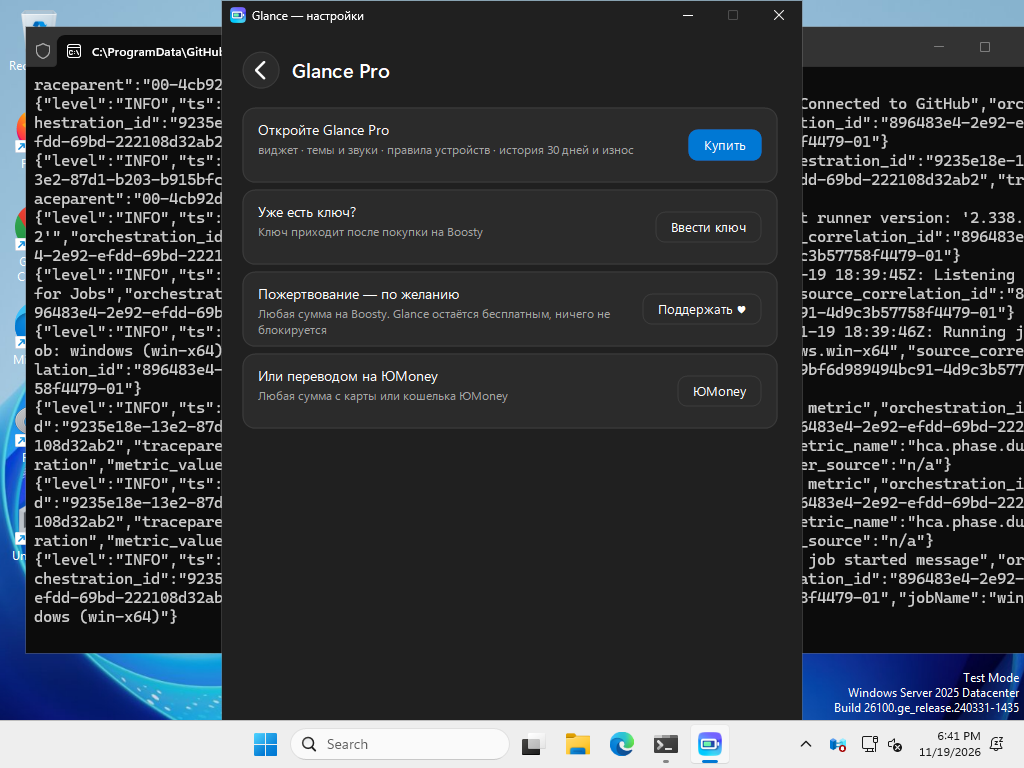 Glance — настройки
Glance Pro
Откройте Glance Pro
виджет · темы и звуки · правила устройств · история 30 дней и износ
Купить
Уже есть ключ?
Ключ приходит после покупки на Boosty
Ввести ключ
Пожертвование — по желанию
Любая сумма на Boosty. Glance остаётся бесплатным, ничего не
блокируется
Поддержать ♥
Или переводом на ЮMoney
Любая сумма с карты или кошелька ЮMoney
ЮMoney
C:\ProgramData\GitHub
raceparent":"00-4cb92
{"level":"INFO","ts":
Connected to GitHub","orc
hestration_id":"9235e
tion_id":"896483e4-2e92-e
fdd-69bd-222108d32ab2
f4479-01"}
{"level":"INFO","ts":
estration_id":"9235e18e-1
3e2-87d1-b203-b915bfc
dd-69bd-222108d32ab2","tr
aceparent":"00-4cb92d
{"level":"INFO","ts":
t runner version: '2.338.
2'","orchestration_id
_correlation_id":"896483e
4-2e92-efdd-69bd-2221
c3b57758f4479-01"}
{"level":"INFO","ts":
-19 18:39:45Z: Listening
for Jobs","orchestrat
source_correlation_id":"8
96483e4-2e92-efdd-69b
91-4d9c3b57758f4479-01"}
{"level":"INFO","ts":
1-19 18:39:46Z: Running j
ob: windows (win-x64)
ws.win-x64","source_corre
lation_id":"896483e4-
9bf6d989494bc91-4d9c3b577
58f4479-01"}
{"level":"INFO","ts":
metric","orchestration_i
d":"9235e18e-13e2-87d
6483e4-2e92-efdd-69bd-222
108d32ab2","tracepare
etric_name":"hca.phase.du
ration","metric_value
er_source":"n/a"}
{"level":"INFO","ts":
metric","orchestration_i
d":"9235e18e-13e2-87d
6483e4-2e92-efdd-69bd-222
108d32ab2","tracepare
etric_name":"hca.phase.du
ration","metric_value
_source":"n/a"}
{"level":"INFO","ts":
job started message","or
chestration_id":"9235
ation_id":"896483e4-2e92-
efdd-69bd-222108d32ab
8f4479-01","jobName":"win
dows (win-x64)"}
Test Mode
Windows Server 2025 Datacenter
Build 26100.ge_release.240331-1435
Search
6:41 PM
11/19/2026